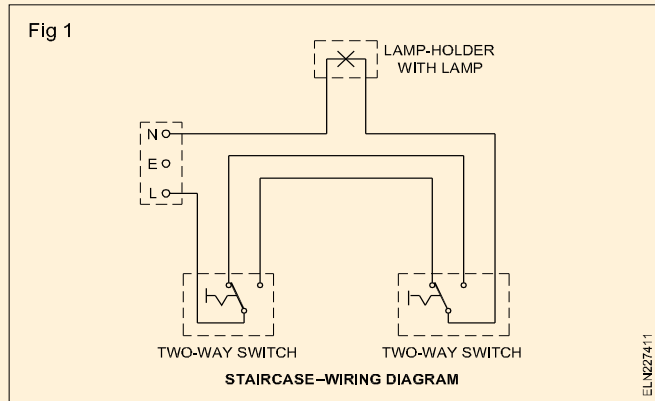 Fig 1
LAMP-HOLDER
WITH LAMP
N
E
L
TWO-WAY SWITCH
TWO-WAY SWITCH
STAIRCASE–WIRING DIAGRAM
ELN227411